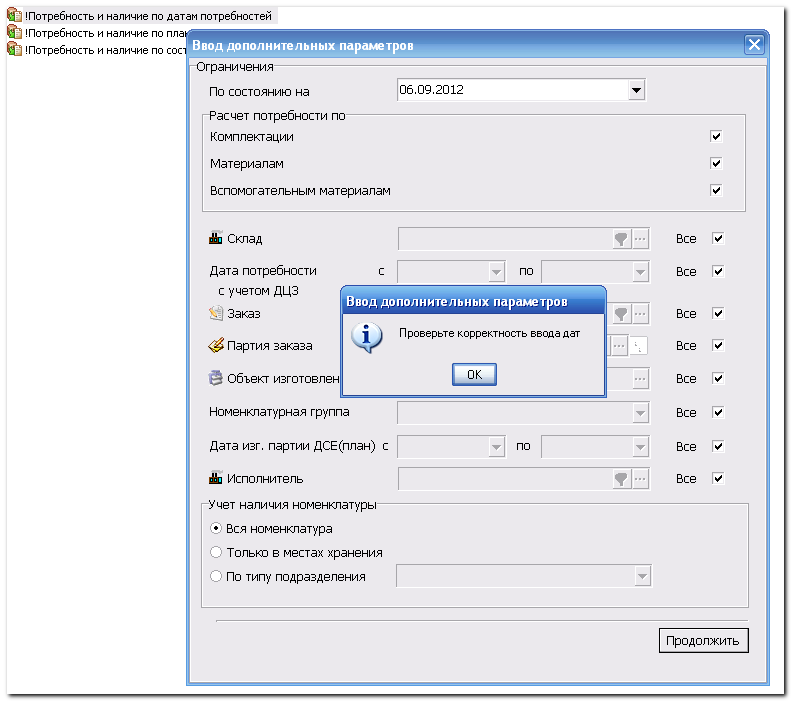 !Потребность и наличие по датам потребностей
!Потребность и наличие по
!Потребность и наличие по
Ввод дополнительных параметров
Ограничения
По состоянию на 06.09.2012
Расчет потребности по
Комплектации
Материалам
Вспомогательным материалам
Склад ... Все
Дата потребности с по Все
с учетом ДЦЗ
Заказ ... Все
Партия заказа ... Все
Объект ... Все
Номенклатурная группа Все
Дата изг. партии ДСЕ(план) с по Все
Исполнитель ... Все
Ввод дополнительных параметров
Проверьте корректность ввода дат
OK
Учет наличия номенклатуры
Вся номенклатура
Только в местах хранения
По типу подразделения
Продолжить